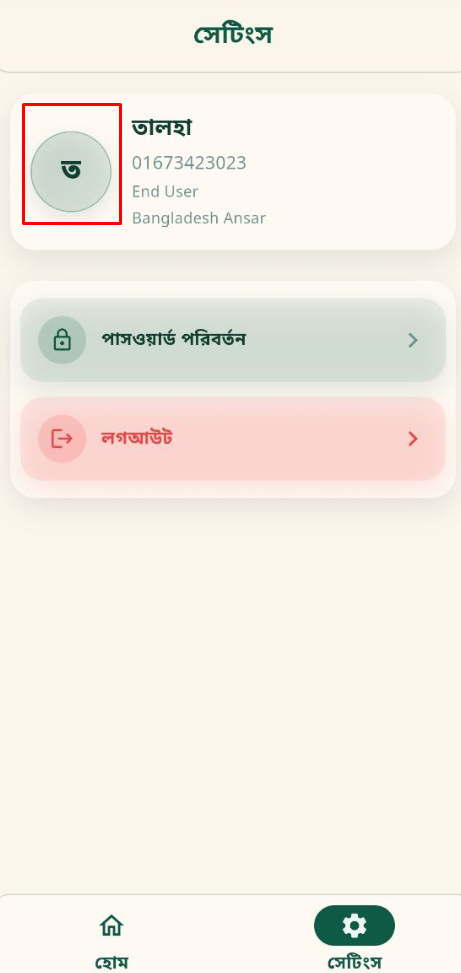 সেটিংস
ত
তালহা
01673423023
End User
Bangladesh Ansar
পাসওয়ার্ড পরিবর্তন
লগআউট
হোম
সেটিংস